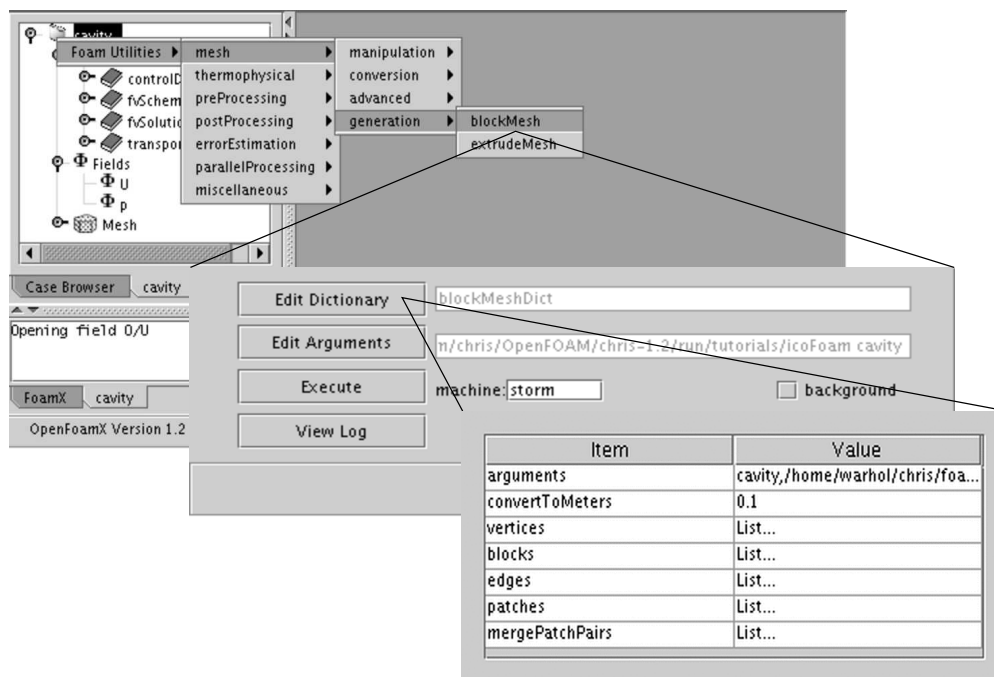 cavity
Foam Utilities
mesh
manipulation
controlD
thermophysical
conversion
fvSchem
preProcessing
advanced
fvSolutio
postProcessing
generation
blockMesh
transpor
errorEstimation
extrudeMesh
Fields
parallelProcessing
U
miscellaneous
p
Mesh
Case Browser
cavity
Opening field 0/U
FoamX
cavity
OpenFoamX Version 1.2
Edit Dictionary
blockMeshDict
Edit Arguments
n/chris/OpenFOAM/chris-1.2/run/tutorials/icoFoam cavity
Execute
machine: storm
background
View Log
Item Value
arguments cavity,/home/warhol/chris/foa...
convertToMeters 0.1
vertices List...
blocks List...
edges List...
patches List...
mergePatchPairs List...